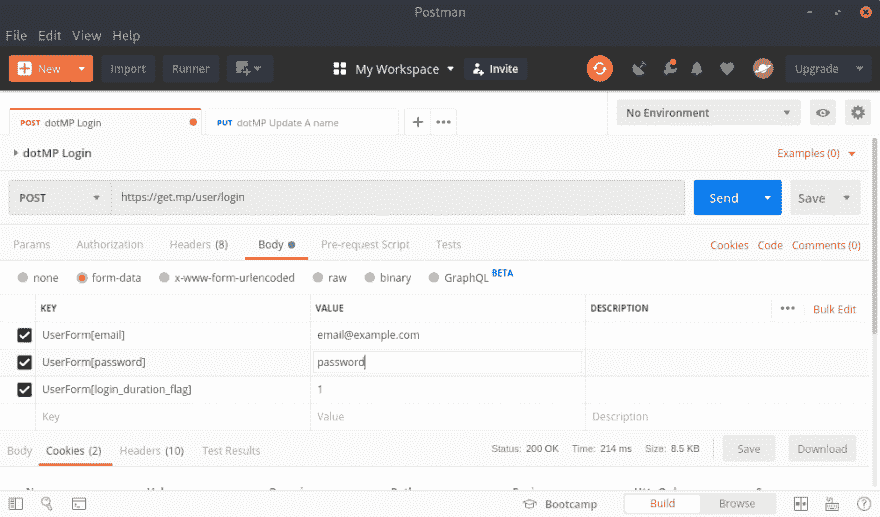 Postman
File Edit View Help
New Import Runner My Workspace Invite Upgrade
POST dotMP Login PUT dotMP Update A name No Environment
dotMP Login Examples (0)
POST https://get.mp/user/login Send Save
Params Authorization Headers (8) Body Pre-request Script Tests Cookies Code Comments (0)
none form-data x-www-form-urlencoded raw binary GraphQL BETA
KEY VALUE DESCRIPTION Bulk Edit
UserForm[email] email@example.com
UserForm[password] password
UserForm[login_duration_flag] 1
Key Value Description
Body Cookies (2) Headers (10) Test Results Status: 200 OK Time: 214 ms Size: 8.5 KB Save Download
Bootcamp Build Browse